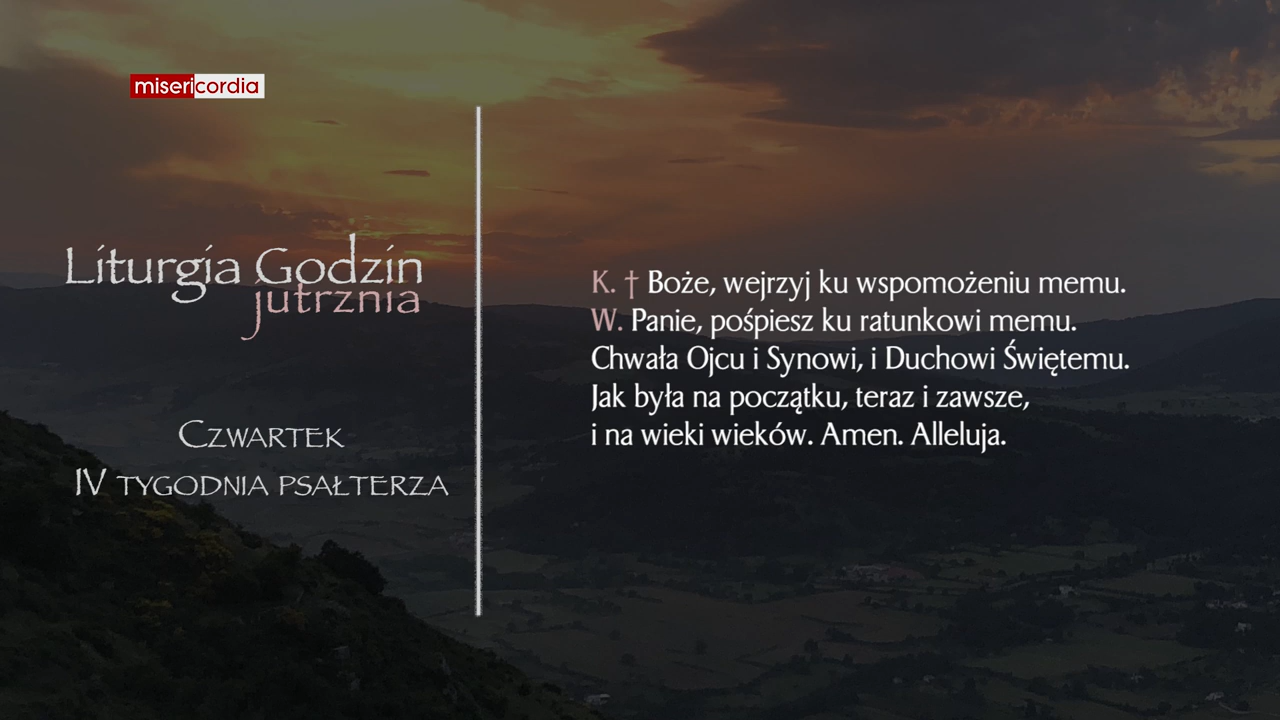 misericordia
Liturgia Godzin
jutrznia
Czwartek
IV tygodnia psałterza
K. † Boże, wejrzyj ku wspomożeniu memu.
W. Panie, pośpiesz ku ratunkowi memu.
Chwała Ojcu i Synowi, i Duchowi Świętemu.
Jak była na początku, teraz i zawsze,
i na wieki wieków. Amen. Alleluja.